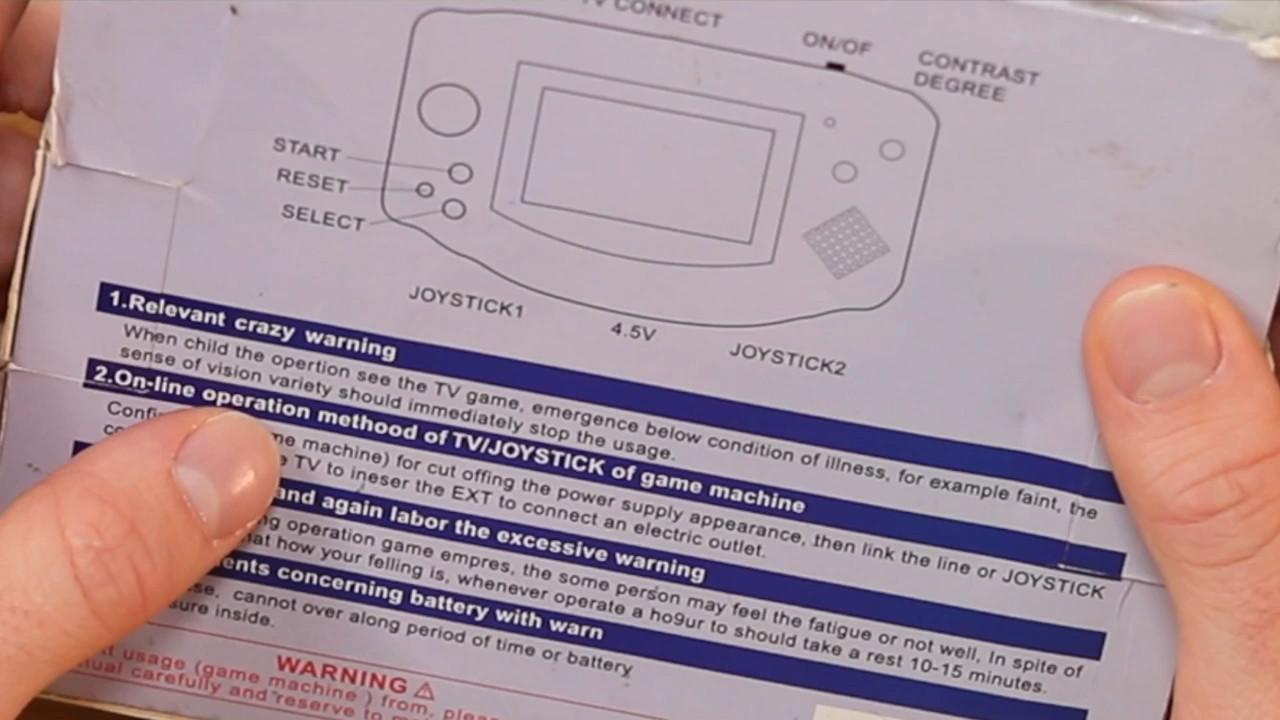 TV CONNECT
ON/OF
CONTRAST
DEGREE
START
RESET
SELECT
JOYSTICK1
4.5V
JOYSTICK2
1.Relevant crazy warning
When child the opertion see the TV game, emergence below condition of illness, for example faint, the
sense of vision variety should immediately stop the usage.
2.On-line operation methood of TV/JOYSTICK of game machine
machine) for cut offing the power supply appearance, then link the line or JOYSTICK
TV to ineser the EXT to connect an electric outlet.
and again labor the excessive warning
operation game empres, the some person may feel the fatigue or not well, In spite of
how your felling is, whenever operate a ho9ur to should take a rest 10-15 minutes.
concerning battery with warn
cannot over along period of time or battery
inside.
WARNING
usage (game machine ) from,
carefully and reserve to